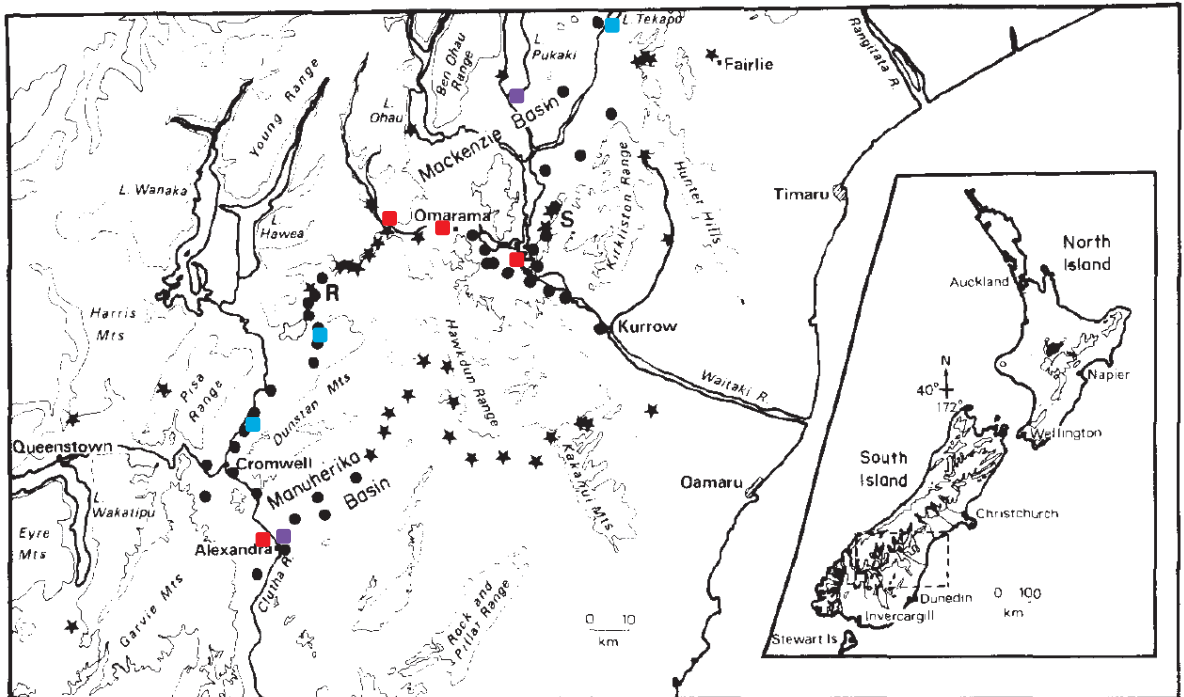 L. Tekapo
L.
Pukaki
Ben Ohau
Range
Fairlie
Rangitata R.
Young Range
L.
Ohau
Mackenzie Basin
L. Wanaka
L.
Hawea
Omarama
S
Kirkliston Range
Hunter Hills
Timaru
R
Harris
Mts
Kurrow
Waitaki R.
Pisa
Range
Dunstan Mts
Hawkdun Range
Queenstown
Cromwell
Manuherika
Basin
Kakanui Mts.
Oamaru
L.
Wakatipu
Eyre
Mts
Alexandra
Clutha R.
Garvie Mts
Rock and
Pillar Range
0 10
km
North
Island
Auckland
N
40°
172°
Napier
Wellington
South
Island
Christchurch
Dunedin
Invercargill
Stewart Is
0 100
km